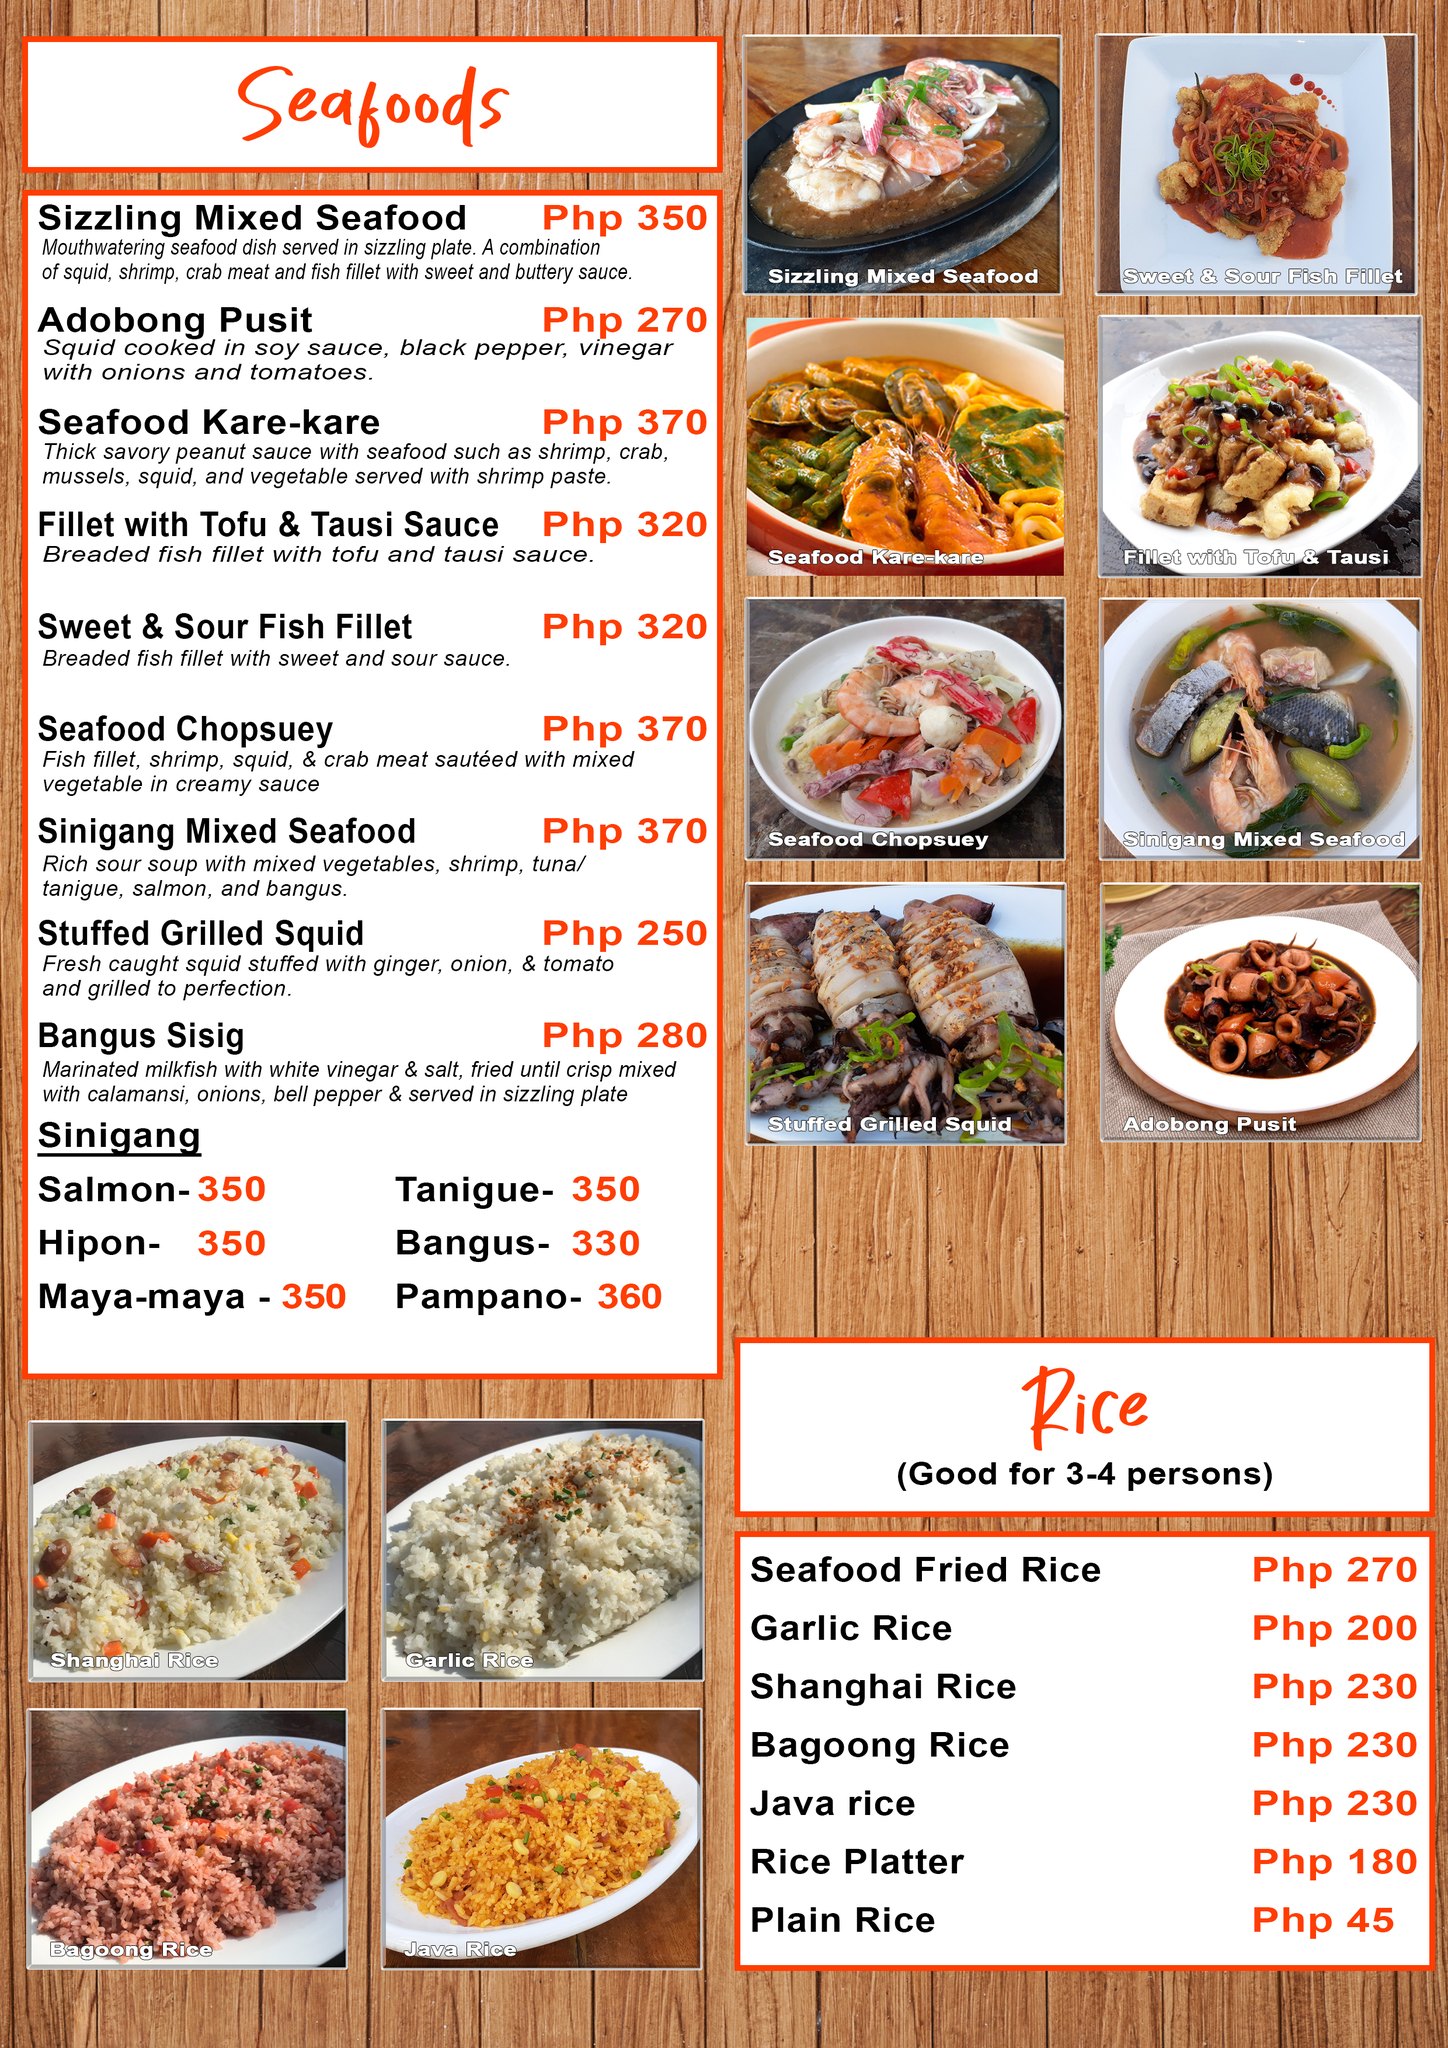 Seafoods
Sizzling Mixed Seafood Php 350
Mouthwatering seafood dish served in sizzling plate. A combination
of squid, shrimp, crab meat and fish fillet with sweet and buttery sauce.
Adobong Pusit Php 270
Squid cooked in soy sauce, black pepper, vinegar
with onions and tomatoes.
Seafood Kare-kare Php 370
Thick savory peanut sauce with seafood such as shrimp, crab,
mussels, squid, and vegetable served with shrimp paste.
Fillet with Tofu & Tausi Sauce Php 320
Breaded fish fillet with tofu and tausi sauce.
Sweet & Sour Fish Fillet Php 320
Breaded fish fillet with sweet and sour sauce.
Seafood Chopsuey Php 370
Fish fillet, shrimp, squid, & crab meat sautéed with mixed
vegetable in creamy sauce
Sinigang Mixed Seafood Php 370
Rich sour soup with mixed vegetables, shrimp, tuna/
tanigue, salmon, and bangus.
Stuffed Grilled Squid Php 250
Fresh caught squid stuffed with ginger, onion, & tomato
and grilled to perfection.
Bangus Sisig Php 280
Marinated milkfish with white vinegar & salt, fried until crisp mixed
with calamansi, onions, bell pepper & served in sizzling plate
Sinigang
Salmon- 350 Tanigue- 350
Hipon- 350 Bangus- 330
Maya-maya - 350 Pampano- 360
Sizzling Mixed Seafood
Sweet & Sour Fish Fillet
Seafood Kare-kare
Fillet with Tofu & Tausi
Seafood Chopsuey
Sinigang Mixed Seafood
Stuffed Grilled Squid
Adobong Pusit
Shanghai Rice
Garlic Rice
Bagoong Rice
Java Rice
Rice
(Good for 3-4 persons)
Seafood Fried Rice Php 270
Garlic Rice Php 200
Shanghai Rice Php 230
Bagoong Rice Php 230
Java rice Php 230
Rice Platter Php 180
Plain Rice Php 45